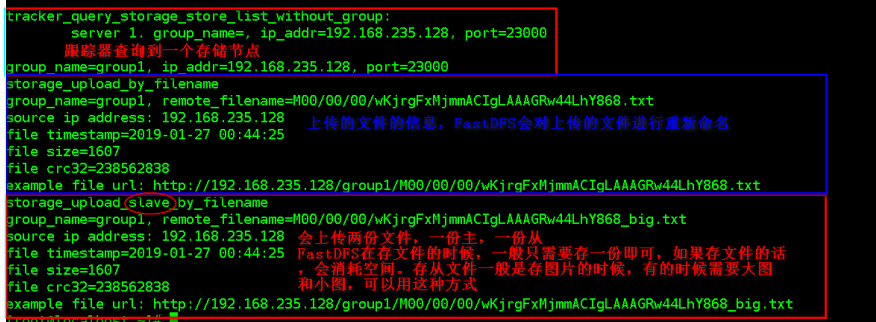 tracker_query_storage_store_list_without_group:
server 1. group_name=, ip_addr=192.168.235.128, port=23000
跟踪器查询到一个存储节点
group_name=group1, ip_addr=192.168.235.128, port=23000
storage_upload_by_filename
group_name=group1, remote_filename=M00/00/00/wKjrgFxMjmmACIgLAAAGRw44LhY868.txt
source ip address: 192.168.235.128
上传的文件的信息，FastDFS会对上传的文件进行重新命名
file timestamp=2019-01-27 00:44:25
file size=1607
file crc32=238562838
example file url: http://192.168.235.128/group1/M00/00/00/wKjrgFxMjmmACIgLAAAGRw44LhY868.txt
storage_upload_slave_by_filename
group_name=group1, remote_filename=M00/00/00/wKjrgFxMjmmACIgLAAAGRw44LhY868_big.txt
source ip address: 192.168.235.128
file timestamp=2019-01-27 00:44:25
file size=1607
file crc32=238562838
会上传两份文件，一份主，一份从
FastDFS在存文件的时候，一般只需要存一份即可，如果存文件的话
，会消耗空间。存从文件一般是存图片的时候，有的时候需要大图
和小图，可以用这种方式
example file url: http://192.168.235.128/group1/M00/00/00/wKjrgFxMjmmACIgLAAAGRw44LhY868_big.txt